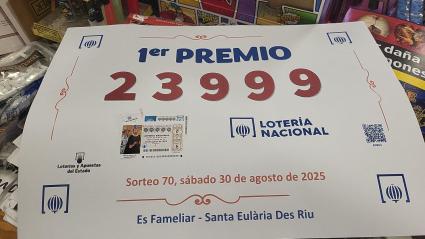 1er PREMIO
23999
LOTERÍA
NACIONAL
Loterías y Apuestas
del Estado
Sorteo 70, sábado 30 de agosto de 2025
Es Fameliar - Santa Eulària Des Riu
daña